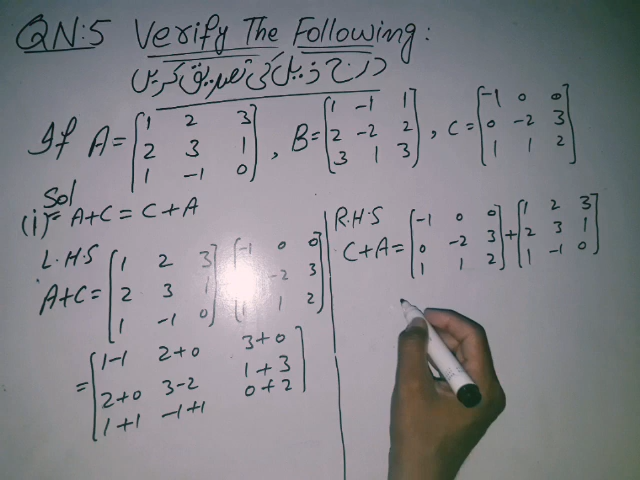 QN:5 Verify The Following:
درج ذیل کی تصدیق کریں
If A = [1 2 3
2 3 1
1 -1 0], B = [1 -1 1
2 -2 2
3 1 3], C = [-1 0 0
0 -2 3
1 1 2]
Sol
(i) = A+C = C+A
L.H.S
A+C = [1 2 3
2 3 1
1 -1 0] [-1 0 0
-2 3
1 1 2]
= [1-1 2+0 3+0
2+0 3-2 1+3
1+1 -1+1 0+2]
R.H.S
C+A = [-1 0 0
0 -2 3
1 1 2] + [1 2 3
2 3 1
1 -1 0]